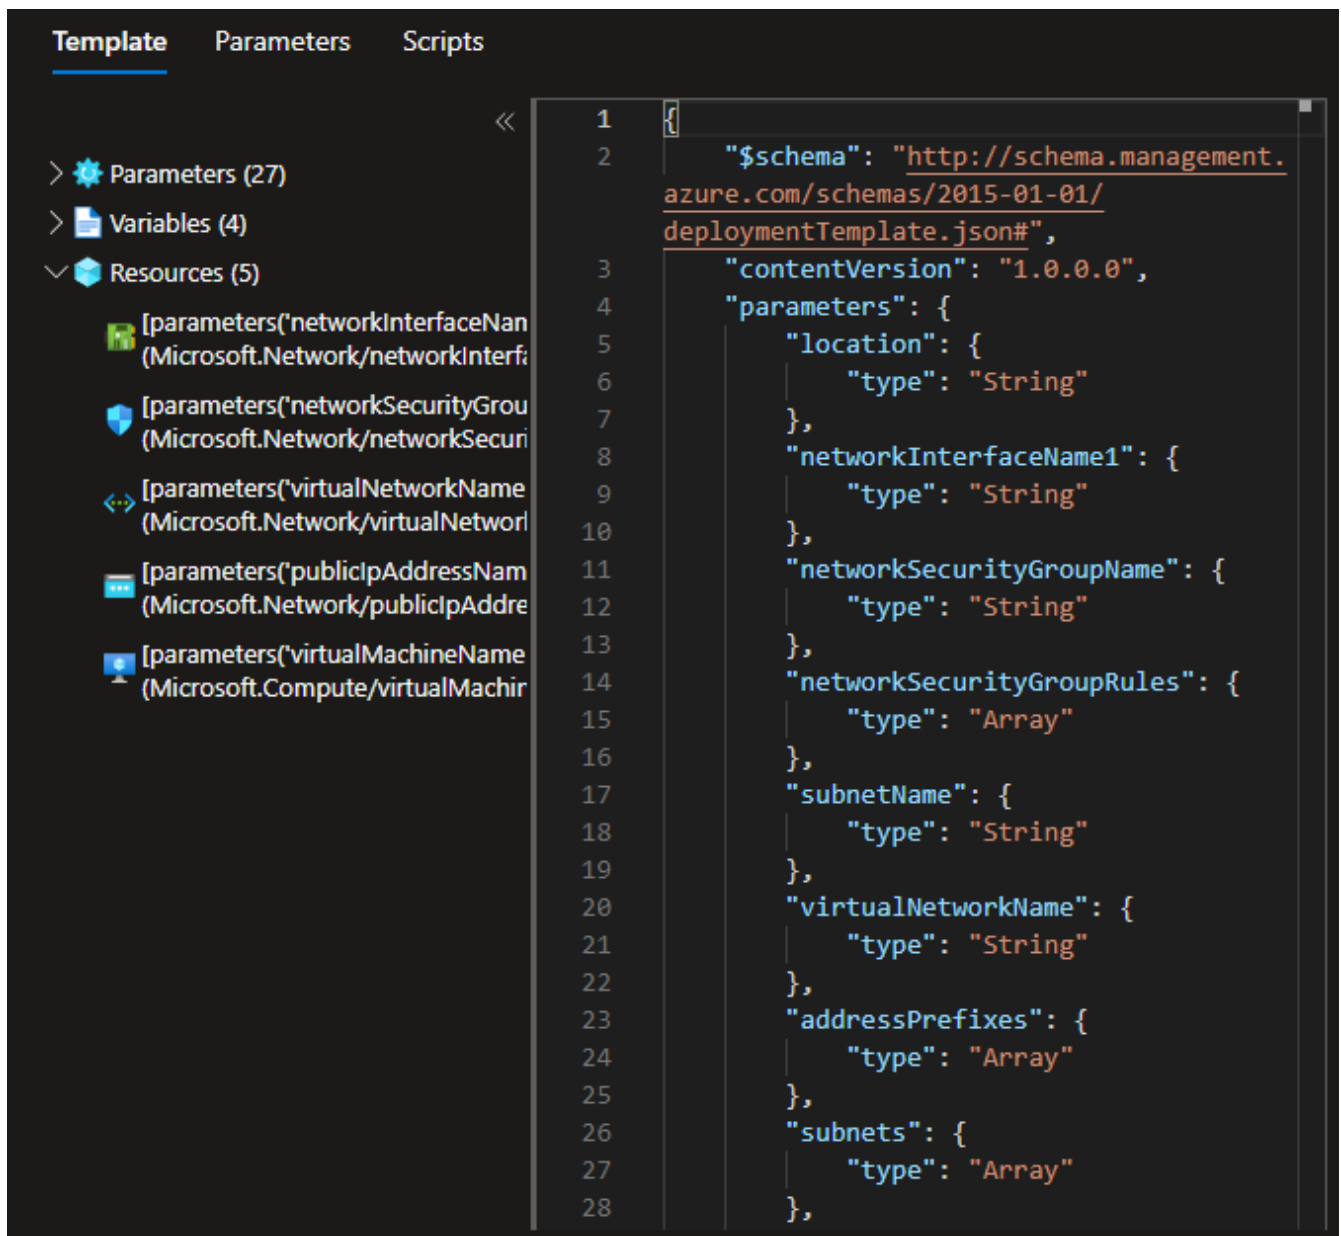 Template Parameters Scripts
«
Parameters (27)
Variables (4)
Resources (5)
[parameters('networkInterfaceNam
(Microsoft.Network/networkInterfa
[parameters('networkSecurityGrou
(Microsoft.Network/networkSecuri
[parameters('virtualNetworkName
(Microsoft.Network/virtualNetworl
[parameters('publicIpAddressNam
(Microsoft.Network/publicIpAddre
[parameters('virtualMachineName
(Microsoft.Compute/virtualMachin
1 {
2 "$schema": "http://schema.management.
azure.com/schemas/2015-01-01/
deploymentTemplate.json#",
3 "contentVersion": "1.0.0.0",
4 "parameters": {
5 "location": {
6 "type": "String"
7 },
8 "networkInterfaceName1": {
9 "type": "String"
10 },
11 "networkSecurityGroupName": {
12 "type": "String"
13 },
14 "networkSecurityGroupRules": {
15 "type": "Array"
16 },
17 "subnetName": {
18 "type": "String"
19 },
20 "virtualNetworkName": {
21 "type": "String"
22 },
23 "addressPrefixes": {
24 "type": "Array"
25 },
26 "subnets": {
27 "type": "Array"
28 },